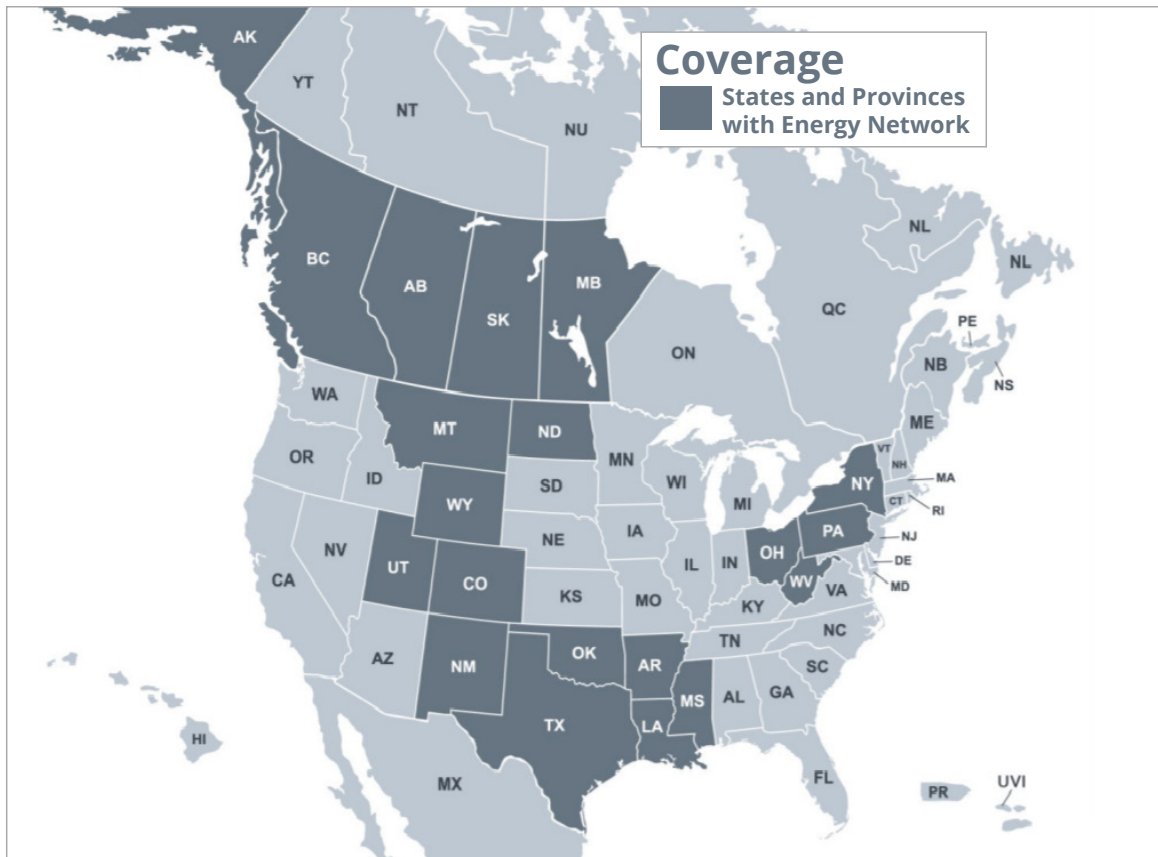 AK
Coverage
States and Provinces
with Energy Network
YT
NT
NU
NL
NL
BC
AB
SK
MB
QC
PE
ON
NB
NS
WA
MT
ND
ME
OR
ID
MN
VT
NH
MA
SD
WI
MI
NY
CT
RI
WY
IA
PA
NJ
NV
NE
OH
DE
UT
CO
IL
IN
WV
MD
CA
KS
MO
KY
VA
AZ
NM
OK
AR
TN
NC
SC
TX
LA
MS
AL
GA
HI
MX
FL
PR
UVI